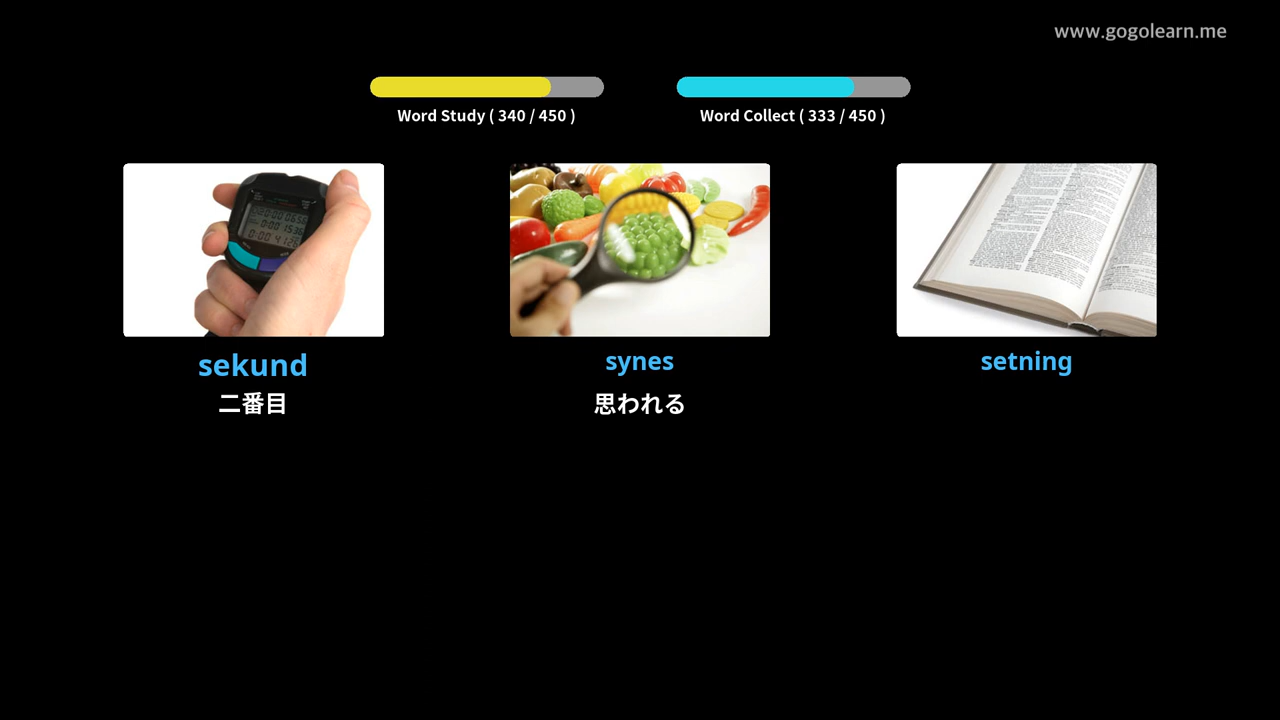 www.gogolearn.me
Word Study ( 340 / 450 )
Word Collect ( 333 / 450 )
sekund
synes
setning
二番目
思われる